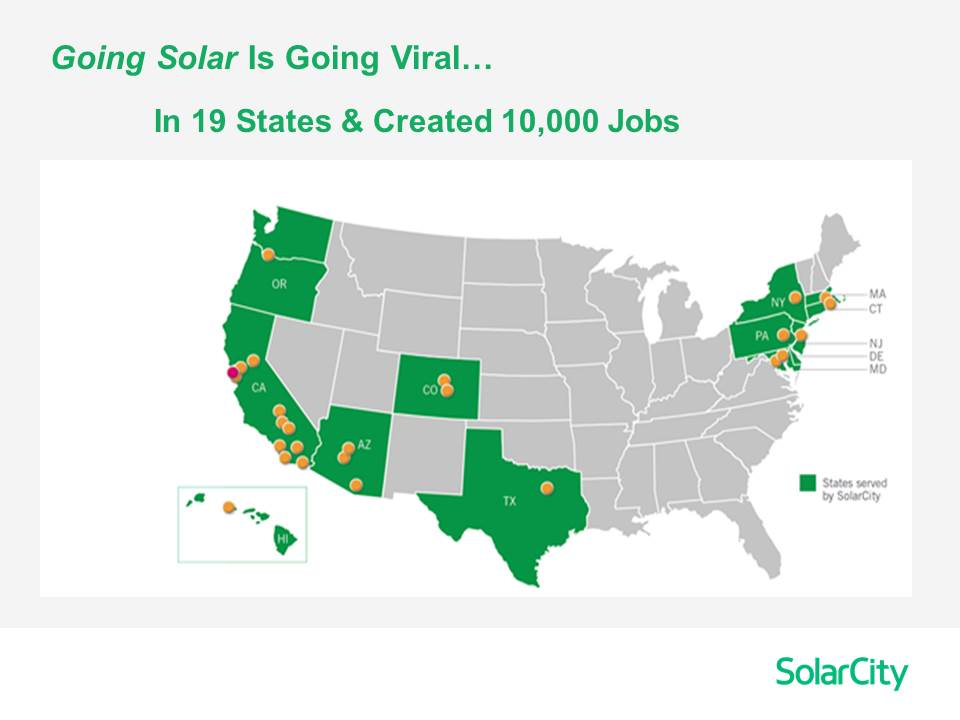 Going Solar Is Going Viral…
In 19 States & Created 10,000 Jobs
OR
NY
MA
CT
PA
NJ
DE
MD
CA
CO
AZ
TX
HI
States served
by SolarCity
SolarCity